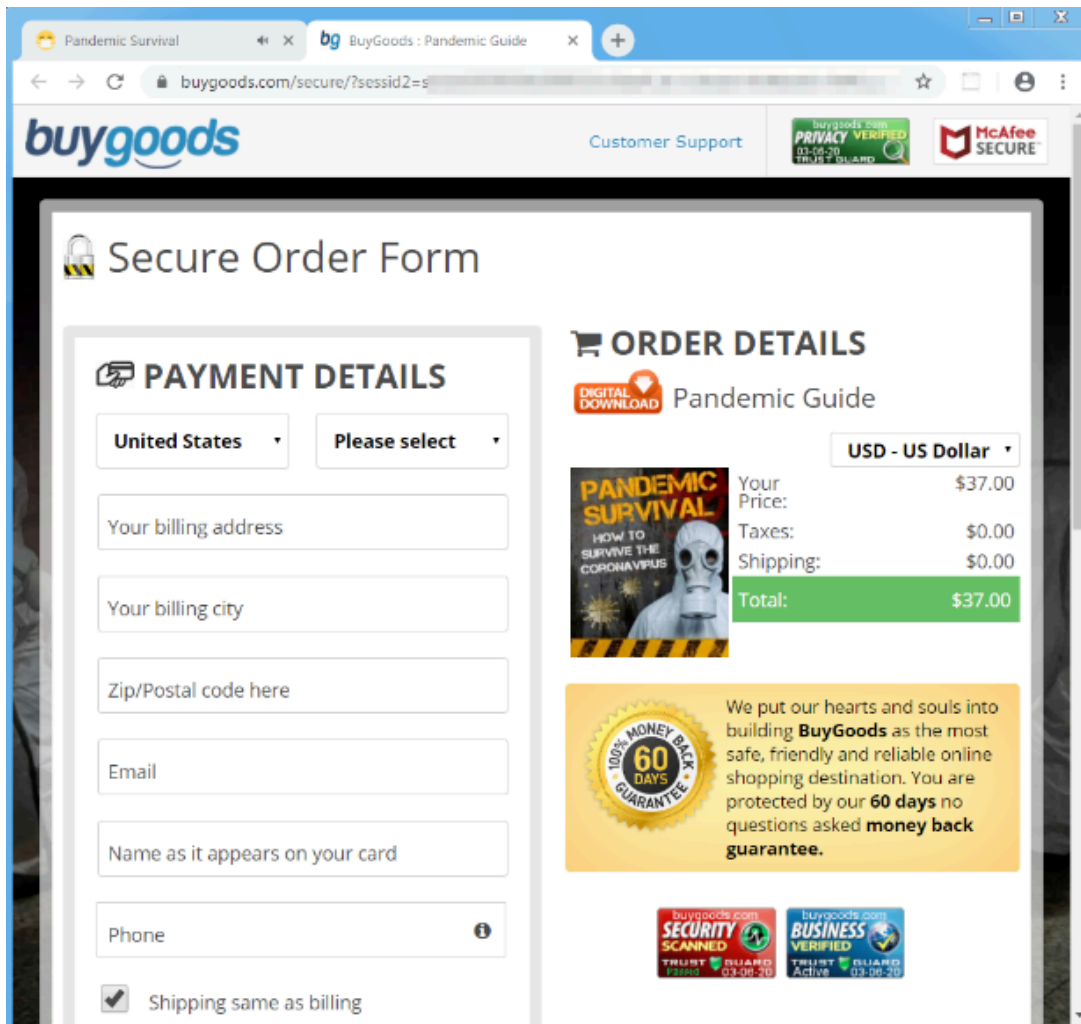 Pandemic Survival
bg BuyGoods : Pandemic Guide
buygoods.com/secure/?sessid2=s
buygoods
Customer Support
buygoods.com
PRIVACY VERIFIED
03-06-20
TRUST GUARD
McAfee
SECURE
Secure Order Form
PAYMENT DETAILS
United States
Please select
Your billing address
Your billing city
Zip/Postal code here
Email
Name as it appears on your card
Phone
Shipping same as billing
ORDER DETAILS
DIGITAL
DOWNLOAD
Pandemic Guide
USD - US Dollar
PANDEMIC
SURVIVAL
HOW TO
SURVIVE THE
CORONAVIRUS
Your
Price:
$37.00
Taxes:
$0.00
Shipping:
$0.00
Total:
$37.00
100% MONEY BACK
60
DAYS
GUARANTEE
We put our hearts and souls into
building BuyGoods as the most
safe, friendly and reliable online
shopping destination. You are
protected by our 60 days no
questions asked money back
guarantee.
buygoods.com
SECURITY
SCANNED
TRUST GUARD
Passed 03-06-20
buygoods.com
BUSINESS
VERIFIED
TRUST GUARD
Active 03-06-20